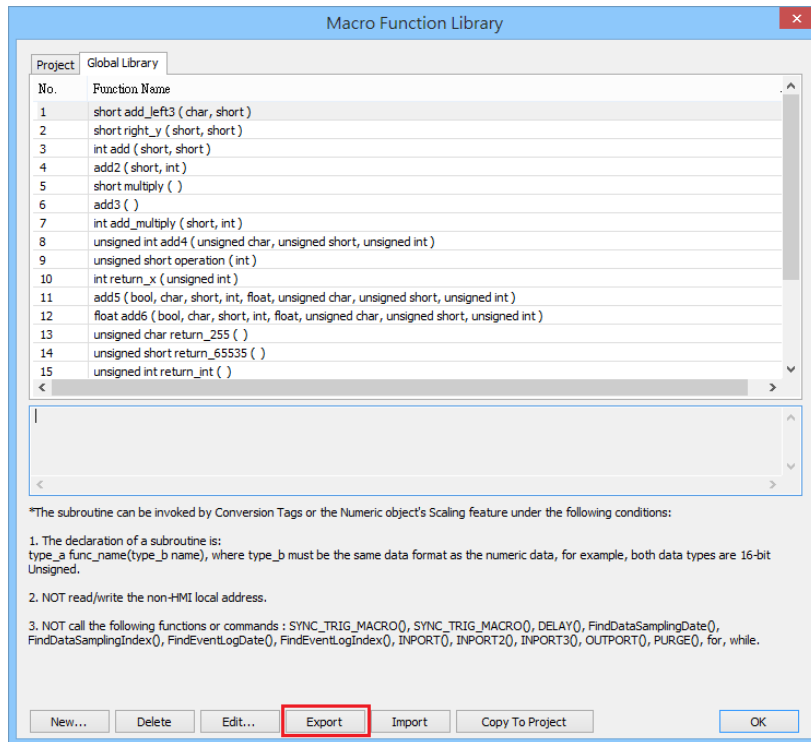 Macro Function Library
Project Global Library
No. Function Name
1 short add_left3 ( char, short )
2 short right_y ( short, short )
3 int add ( short, short )
4 add2 ( short, int )
5 short multiply ( )
6 add3 ( )
7 int add_multiply ( short, int )
8 unsigned int add4 ( unsigned char, unsigned short, unsigned int )
9 unsigned short operation ( int )
10 int return_x ( unsigned int )
11 add5 ( bool, char, short, int, float, unsigned char, unsigned short, unsigned int )
12 float add6 ( bool, char, short, int, float, unsigned char, unsigned short, unsigned int )
13 unsigned char return_255 ( )
14 unsigned short return_65535 ( )
15 unsigned int return_int ( )
*The subroutine can be invoked by Conversion Tags or the Numeric object's Scaling feature under the following conditions:
1. The declaration of a subroutine is:
type_a func_name(type_b name), where type_b must be the same data format as the numeric data, for example, both data types are 16-bit
Unsigned.
2. NOT read/write the non-HMI local address.
3. NOT call the following functions or commands : SYNC_TRIG_MACRO(), SYNC_TRIG_MACRO(), DELAY(), FindDataSamplingDate(),
FindDataSamplingIndex(), FindEventLogDate(), FindEventLogIndex(), INPORT(), INPORT2(), INPORT3(), OUTPORT(), PURGE(), for, while.
New... Delete Edit... Export Import Copy To Project OK